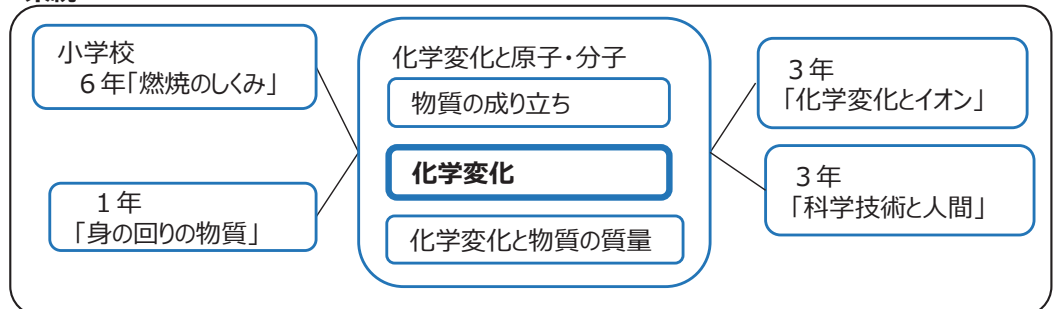 小学校
6年「燃焼のしくみ」
1年
「身の回りの物質」
化学変化と原子・分子
物質の成り立ち
化学変化
化学変化と物質の質量
3年
「化学変化とイオン」
3年
「科学技術と人間」